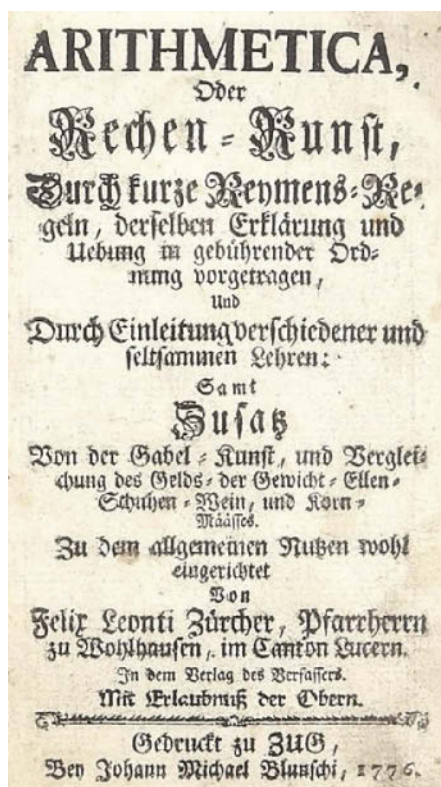 ARITHMETICA,
Oder
Rechen-Kunst,
Durch kurze Reymens-Re-
geln, derselben Erklärung und
Uebung in gebührender Ord-
nung vorgetragen,
Und
Durch Einleitung verschiedener und
seltsammen Lehren:
Samt
Zusatz
Von der Gabel-Kunst, und Verglei-
chung des Gelds- der Gewicht-Ellen-
Schuhen-Wein, und Korn-
Määsses.
Zu dem allgemeinen Nutzen wohl
eingerichtet
Von
Felix Leonti Zürcher, Pfarrherrn
zu Wohlhausen, im Canton Lucern.
In dem Verlag des Verfassers.
Mit Erlaubnuß der Obern.
Gedruckt zu ZUG,
Bey Johann Michael Blunschi, 1776.